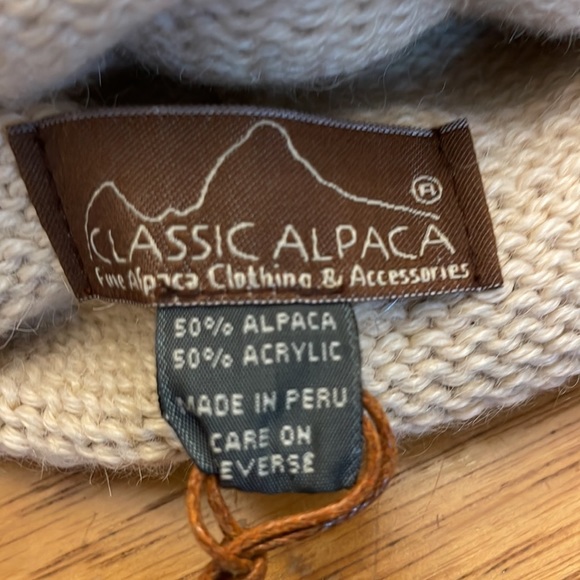 ®
CLASSIC ALPACA
Fine Alpaca Clothing & Accessories
50% ALPACA
50% ACRYLIC
MADE IN PERU
CARE ON
EVERSE